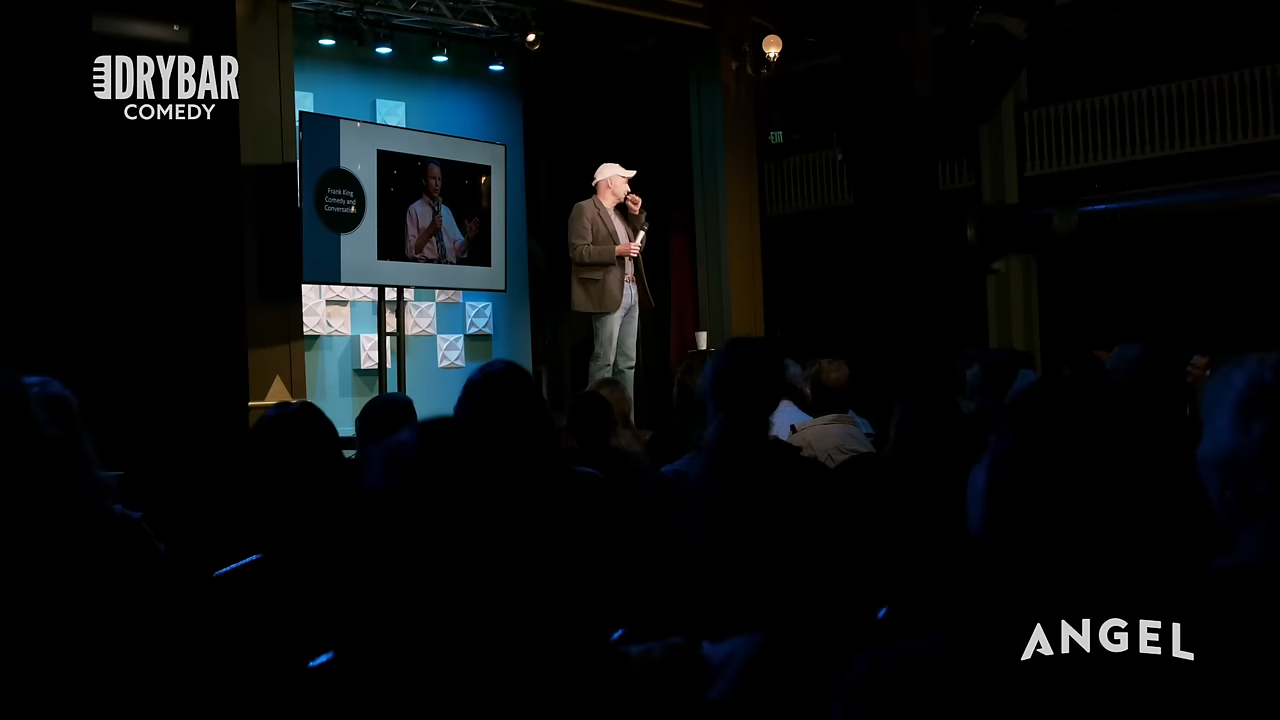 DRYBAR
COMEDY
Frank King
Comedy and
Conversation
EXIT
ANGEL